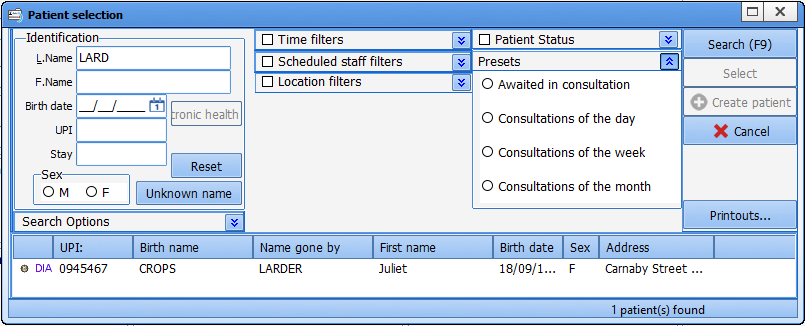 Patient selection
Identification
L.Name LARD
F.Name
Birth date __/__/____ 1
UPI
Stay
Sex
M F
cronic health
Reset
Unknown name
Search Options
Time filters
Scheduled staff filters
Location filters
Patient Status
Presets
Awaited in consultation
Consultations of the day
Consultations of the week
Consultations of the month
Search (F9)
Select
Create patient
Cancel
Printouts...
UPI: Birth name Name gone by First name Birth date Sex Address
DIA 0945467 CROPS LARDER Juliet 18/09/1... F Carnaby Street ...
1 patient(s) found